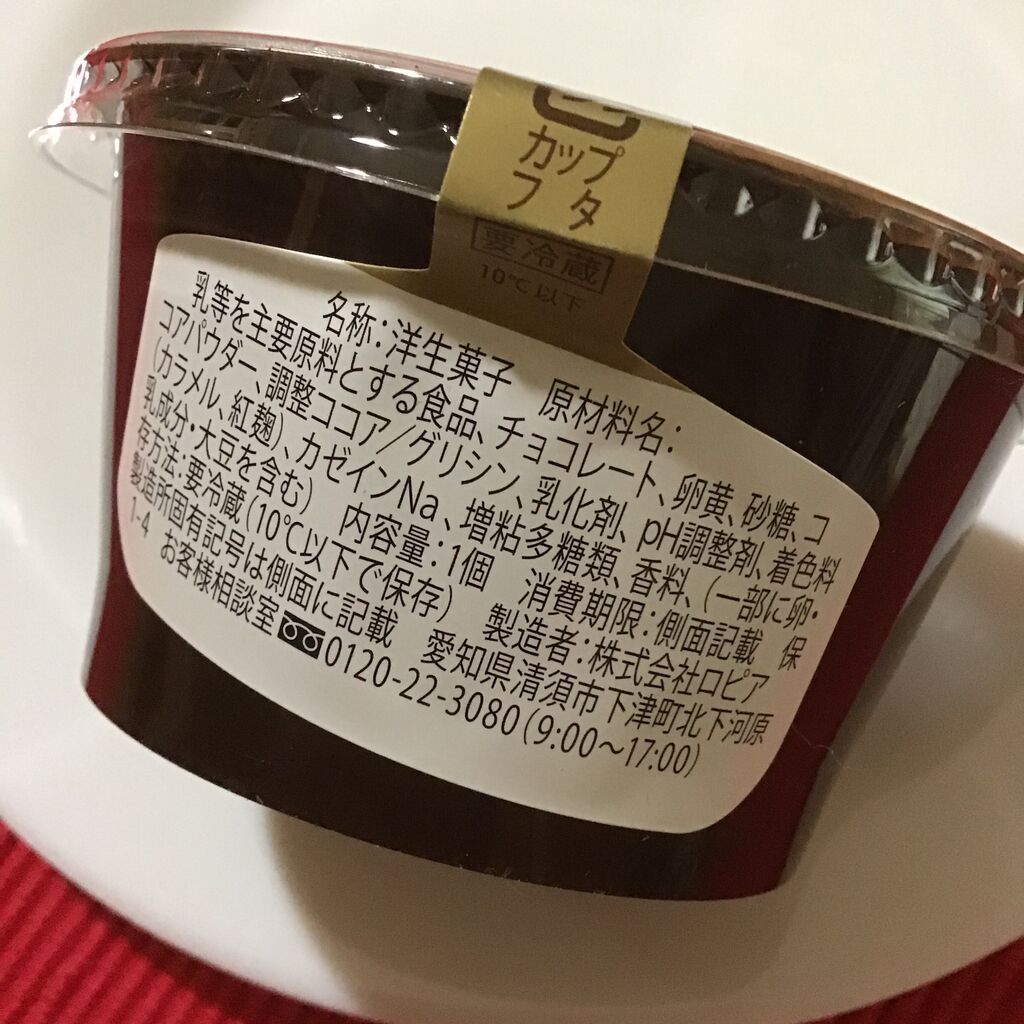 カップ
フタ
要冷蔵
10℃以下
名称:洋生菓子 原材料名:
乳等を主要原料とする食品、チョコレート、卵黄、砂糖、コ
コアパウダー、調整ココア/グリシン、乳化剤、pH調整剤、着色料
(カラメル、紅麹)、カゼインNa、増粘多糖類、香料、(一部に卵・
乳成分・大豆を含む) 内容量:1個 消費期限:側面記載 保
存方法:要冷蔵(10℃以下で保存) 製造者:株式会社ロピア
製造所固有記号は側面に記載 愛知県清須市下津町北下河原
1-4 お客様相談室 0120-22-3080(9:00～17:00)